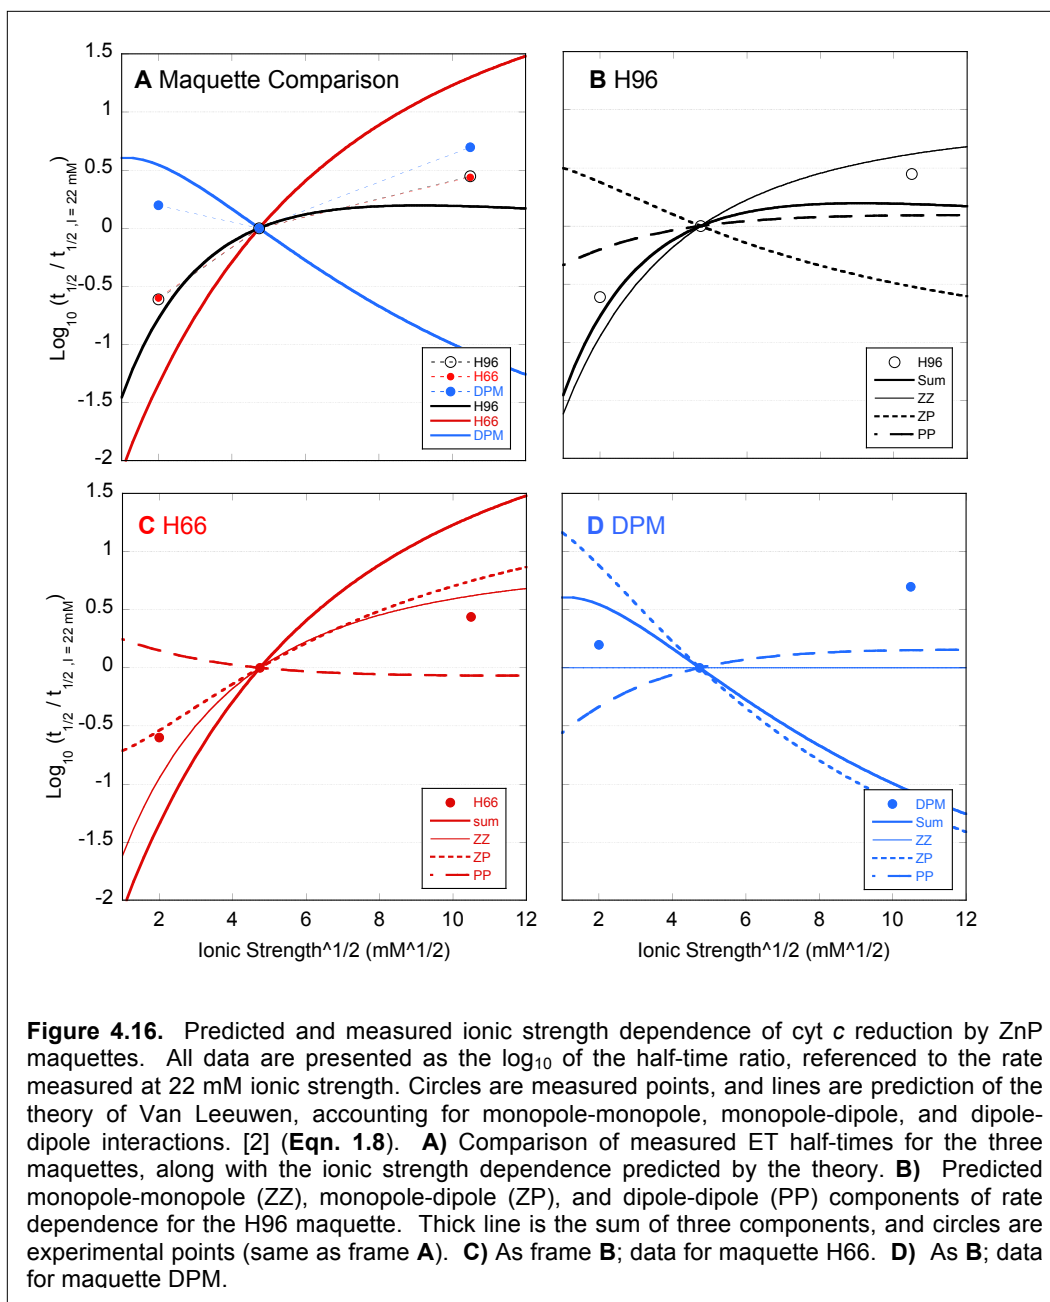 A Maquette Comparison
1.5
1
0.5
0
-0.5
-1
-1.5
-2
Log10 (t1/2 / t1/2 , I = 22 mM)
H96
H66
DPM
H96
H66
DPM
B H96
H96
Sum
ZZ
ZP
PP
C H66
1.5
1
0.5
0
-0.5
-1
-1.5
-2
Log10 (t1/2 / t1/2, I = 22 mM)
H66
sum
ZZ
ZP
PP
2 4 6 8 10 12
Ionic Strength^1/2 (mM^1/2)
D DPM
DPM
Sum
ZZ
ZP
PP
2 4 6 8 10 12
Ionic Strength^1/2 (mM^1/2)
Figure 4.16. Predicted and measured ionic strength dependence of cyt c reduction by ZnP
maquettes. All data are presented as the log10 of the half-time ratio, referenced to the rate
measured at 22 mM ionic strength. Circles are measured points, and lines are prediction of the
theory of Van Leeuwen, accounting for monopole-monopole, monopole-dipole, and dipole-
dipole interactions. [2] (Eqn. 1.8). A) Comparison of measured ET half-times for the three
maquettes, along with the ionic strength dependence predicted by the theory. B) Predicted
monopole-monopole (ZZ), monopole-dipole (ZP), and dipole-dipole (PP) components of rate
dependence for the H96 maquette. Thick line is the sum of three components, and circles are
experimental points (same as frame A). C) As frame B; data for maquette H66. D) As B; data
for maquette DPM.